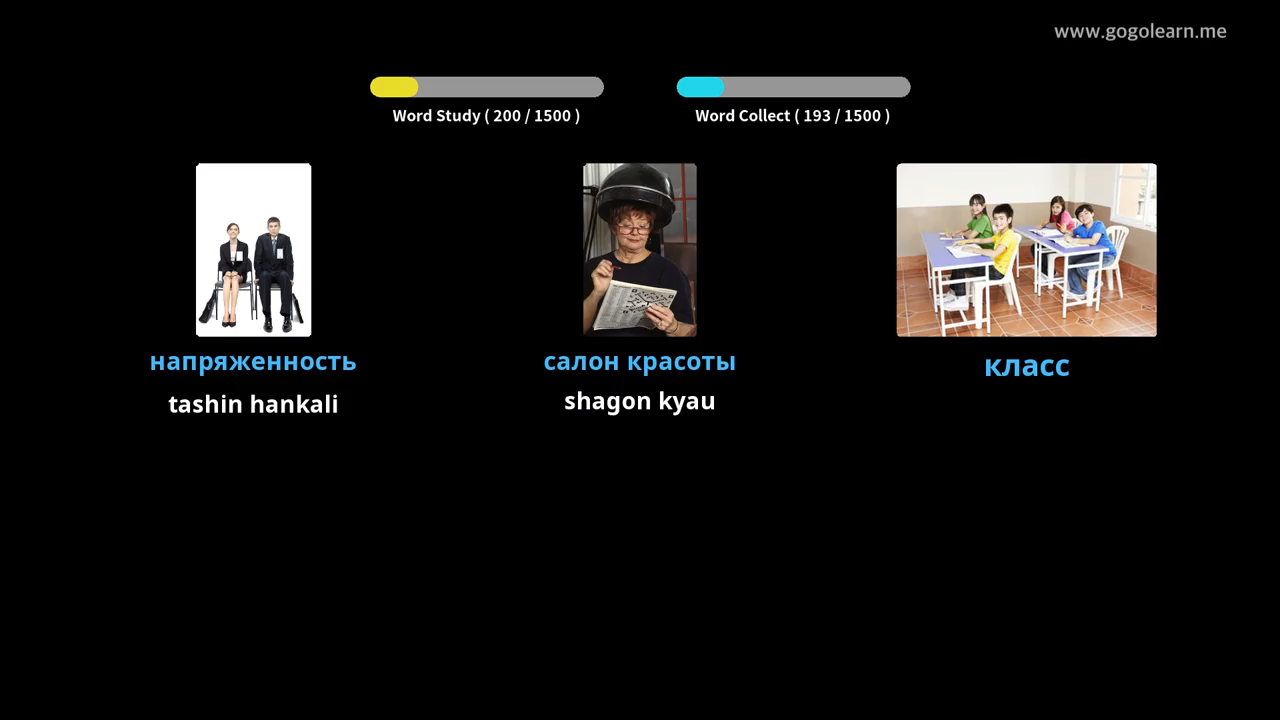 www.gogolearn.me
Word Study ( 200 / 1500 )
Word Collect ( 193 / 1500 )
напряженность
салон красоты
класс
tashin hankali
shagon kyau